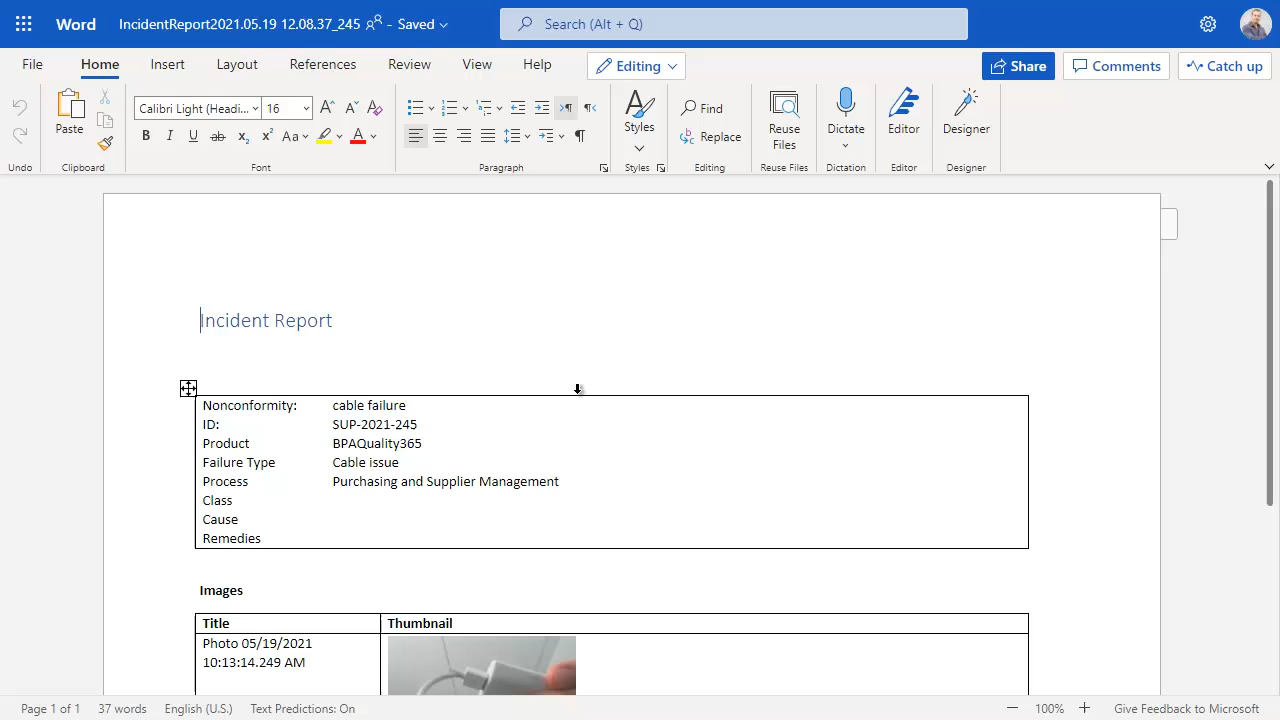 Word IncidentReport2021.05.19 12.08.37_245 - Saved Search (Alt + Q)
File Home Insert Layout References Review View Help Editing Share Comments Catch up
Calibri Light (Headi... 16
Paste Find Replace Styles Reuse Files Dictate Editor Designer
B I U ab x₂ x² Aa A
Undo Clipboard Font Paragraph Styles Editing Reuse Files Dictation Editor Designer
Incident Report
Nonconformity: cable failure
ID: SUP-2021-245
Product BPAQuality365
Failure Type Cable issue
Process Purchasing and Supplier Management
Class
Cause
Remedies
Images
Title Thumbnail
Photo 05/19/2021
10:13:14.249 AM
Page 1 of 1 37 words English (U.S.) Text Predictions: On 100% Give Feedback to Microsoft